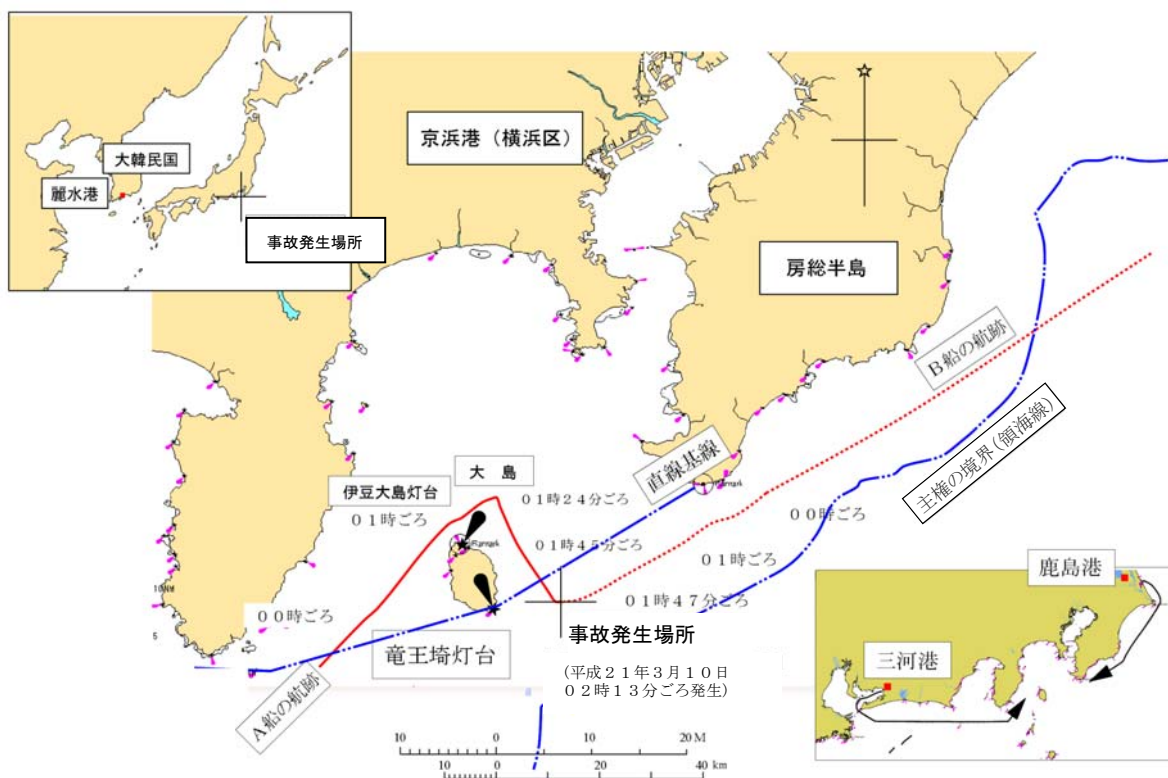 大韓民国
麗水港
事故発生場所
京浜港（横浜区）
房総半島
B船の航跡
主権の境界（領海線）
直線基線
大 島
伊豆大島灯台
01時ごろ
01時24分ごろ
01時45分ごろ
00時ごろ
01時ごろ
01時47分ごろ
00時ごろ
竜王埼灯台
A船の航跡
事故発生場所
(平成21年3月10日
02時13分ごろ発生)
鹿島港
三河港
10 0 10 20 M
10 0 20 40 km